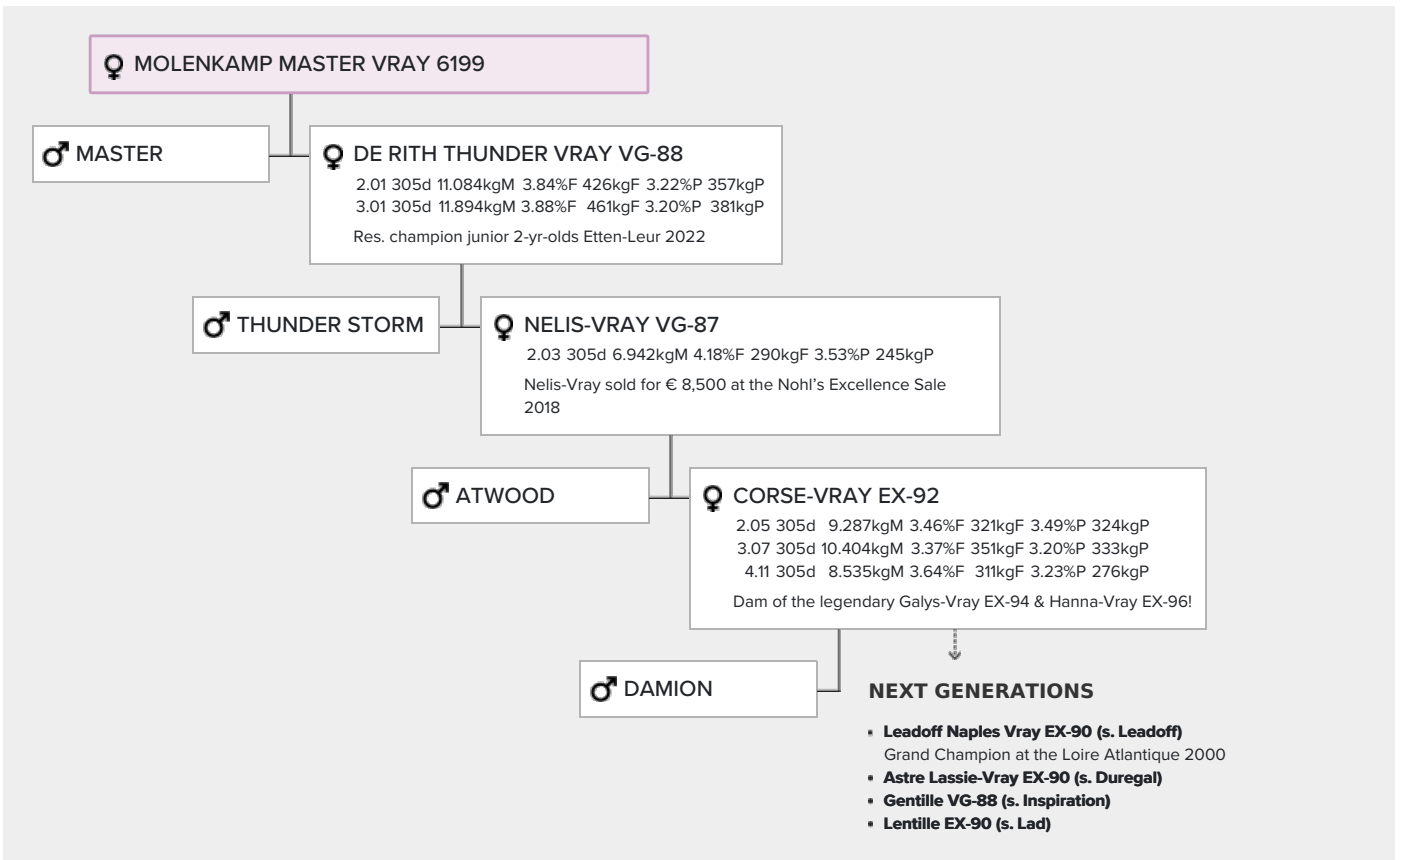 MOLENKAMP MASTER VRAY 6199
MASTER
DE RITH THUNDER VRAY VG-88
2.01 305d 11.084kgM 3.84%F 426kgF 3.22%P 357kgP
3.01 305d 11.894kgM 3.88%F 461kgF 3.20%P 381kgP
Res. champion junior 2-yr-olds Etten-Leur 2022
THUNDER STORM
NELIS-VRAY VG-87
2.03 305d 6.942kgM 4.18%F 290kgF 3.53%P 245kgP
Nelis-Vray sold for € 8,500 at the Nohl's Excellence Sale
2018
ATWOOD
CORSE-VRAY EX-92
2.05 305d 9.287kgM 3.46%F 321kgF 3.49%P 324kgP
3.07 305d 10.404kgM 3.37%F 351kgF 3.20%P 333kgP
4.11 305d 8.535kgM 3.64%F 311kgF 3.23%P 276kgP
Dam of the legendary Galys-Vray EX-94 & Hanna-Vray EX-96!
DAMION
NEXT GENERATIONS
• Leadoff Naples Vray EX-90 (s. Leadoff)
Grand Champion at the Loire Atlantique 2000
• Astre Lassie-Vray EX-90 (s. Duregal)
• Gentille VG-88 (s. Inspiration)
• Lentille EX-90 (s. Lad)